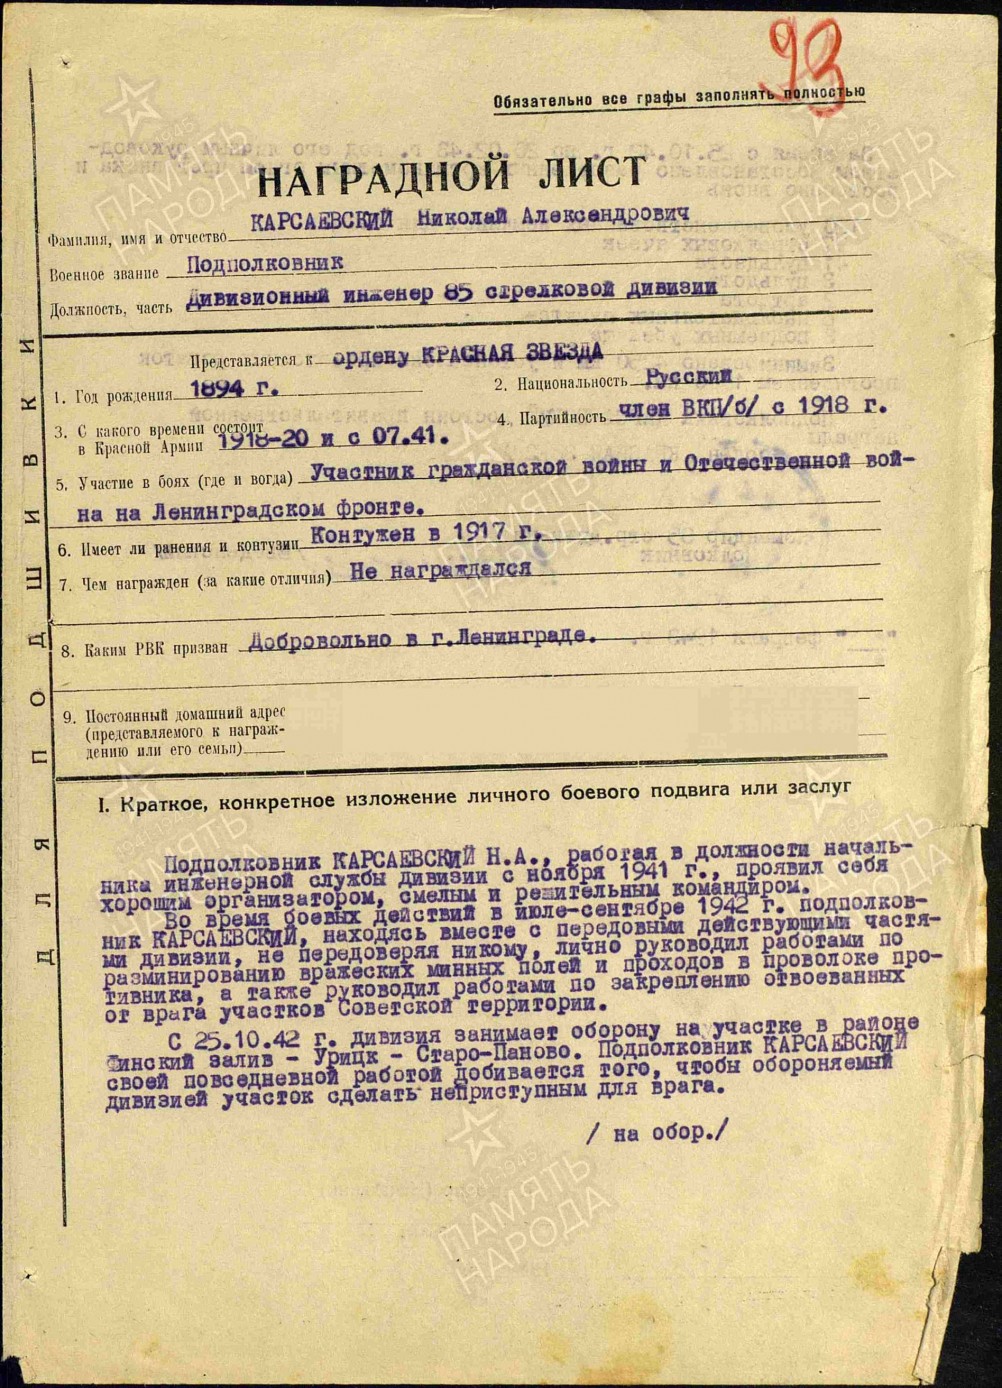 93
Обязательно все графы заполнять полностью
НАГРАДНОЙ ЛИСТ
Фамилия, имя и отчество КАРСАЕВСКИЙ Николай Александрович
Военное звание Подполковник
Должность, часть Дивизионный инженер 85 стрелковой дивизии
Представляется к ордену КРАСНАЯ ЗВЕЗДА
1. Год рождения 1894 г. 2. Национальность Русский
3. С какого времени состоит
в Красной Армии 1918-20 и с 07.41. 4. Партийность член ВКП/б/ с 1918 г.
5. Участие в боях (где и вогда) Участник гражданской войны и Отечественной вой-
на на Ленинградском фронте.
6. Имеет ли ранения и контузии Контужен в 1917 г.
7. Чем награжден (за какие отличия) Не награждался
8. Каким РВК призван Добровольно в г.Ленинграде.
9. Постоянный домашний адрес
(представляемого к награж-
дению или его семьи)
ДЛЯ ПОДШИВКИ
I. Краткое, конкретное изложение личного боевого подвига или заслуг
Подполковник КАРСАЕВСКИЙ Н.А., работая в должности началь-
ника инженерной службы дивизии с ноября 1941 г., проявил себя
хорошим организатором, смелым и решительным командиром.
Во время боевых действий в июле-сентябре 1942 г. подполков-
ник КАРСАЕВСКИЙ, находясь вместе с передовыми действующими частя-
ми дивизии, не передоверяя никому, лично руководил работами по
разминированию вражеских минных полей и проходов в проволоке про-
тивника, а также руководил работами по закреплению отвоеванных
от врага участков Советской территории.
С 25.10.42 г. дивизия занимает оборону на участке в районе
Финский залив - Урицк - Старо-Паново. Подполковник КАРСАЕВСКИЙ
своей повседневной работой добивается того, чтобы обороняемый
дивизией участок сделать неприступным для врага.
/ на обор./
ПАМЯТЬ
НАРОДА